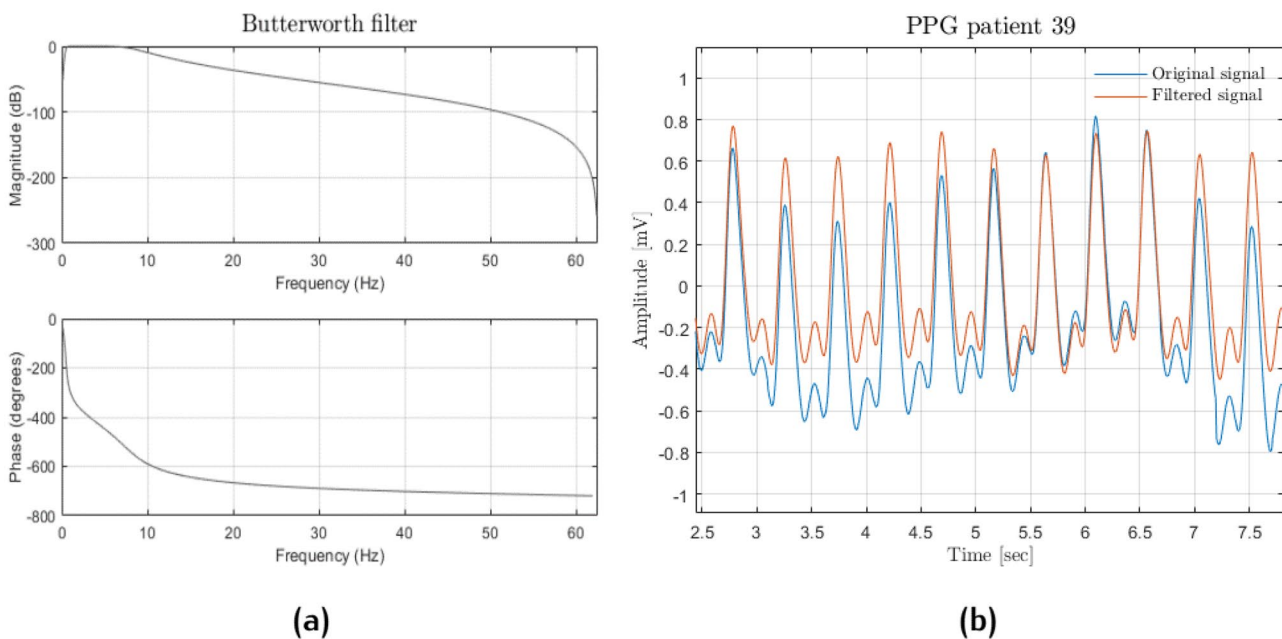 Butterworth filter
0
-100
-200
-300
Magnitude (dB)
0 10 20 30 40 50 60
Frequency (Hz)
0
-200
-400
-600
-800
Phase (degrees)
0 10 20 30 40 50 60
Frequency (Hz)
(a)
PPG patient 39
Original signal
Filtered signal
1
0.8
0.6
0.4
0.2
0
-0.2
-0.4
-0.6
-0.8
-1
Amplitude [mV]
2.5 3 3.5 4 4.5 5 5.5 6 6.5 7 7.5
Time [sec]
(b)